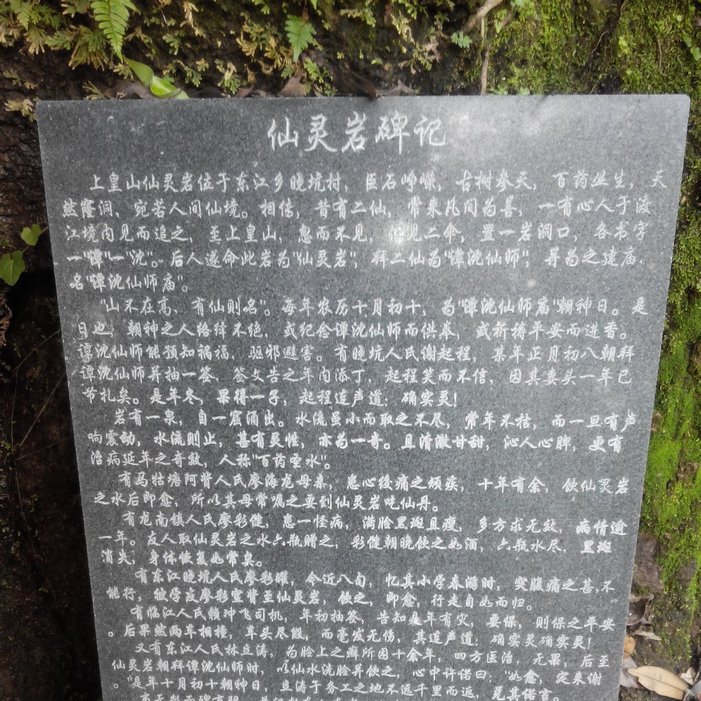 仙灵岩碑记
上皇山仙灵岩位于东江乡晓坑村，巨石峥嵘，古树参天，百药丛生，天
然窿洞、宛若人间仙境。相传，昔有二仙，常来凡间为善，一有心人于渡
江境内见而追之，至上皇山，忽而不见，但见二伞，置一岩洞口，各书字
一"谭"一"沈"。后人遂命此岩为"仙灵岩"，拜二仙为"谭沈仙师"，并为之建庙，
名"谭沈仙师庙"。
"山不在高，有仙则名"。每年农历十月初十，为"谭沈仙师庙"朝神日。是
日也，朝神之人络绎不绝，或纪念谭沈仙师而供奉，或祈祷平安而进香。
谭沈仙师能预知祸福，驱邪避害。有晓坑人氏谢起程，某年正月初八朝拜
谭沈仙师并抽一签，签文告之年内添丁，起程笑而不信，因其妻头一年已
节扎矣。是年冬，果得一子，起程道声道：确实灵！
岩有一泉，自一窟涌出。水流虽小而取之不尽，常年不枯，而一旦有声
响震动，水流则止，甚有灵性，亦为一奇。且清澈甘甜，沁人心脾，更有
治病延年之奇效，人称"百药圣水"。
有马牯塘阿背人氏廖海龙母亲，患心绞痛之顽疾，十年有余，饮仙灵岩
之水后即愈，所以其母常嘱之要到仙灵岩吃仙丹。
有龙南镇人氏廖彩健，患一怪病，满脸黑斑且瘦，多方求无效，病情逾
一年。友人取仙灵岩之水六瓶赠之，彩健朝晚饮之如酒，六瓶水尽，黑斑
消失，身体恢复如常矣。
有东江晓坑人氏廖彩耀，今近八旬，忆其小学春游时，突腹痛之甚，不
能行，被学友廖彩室背至仙灵岩，饮之，即愈，行走自如而归。
有临江人氏赖冲飞司机，年初抽签，告知是年有灾，要保，则保之平安
。后果然两车相撞，车头尽毁，而毫发无伤，其道声道：确实灵确实灵！
又有东江人氏林立涛，为脸上之癣所困十余年，四方医治，无果，后至
仙灵岩朝拜谭沈仙师时，以仙水洗脸并饮之，心中许诺曰："如愈，定来谢
。"是年十月初十朝神日，立涛于务工之地不远千里而返，兑其诺言。